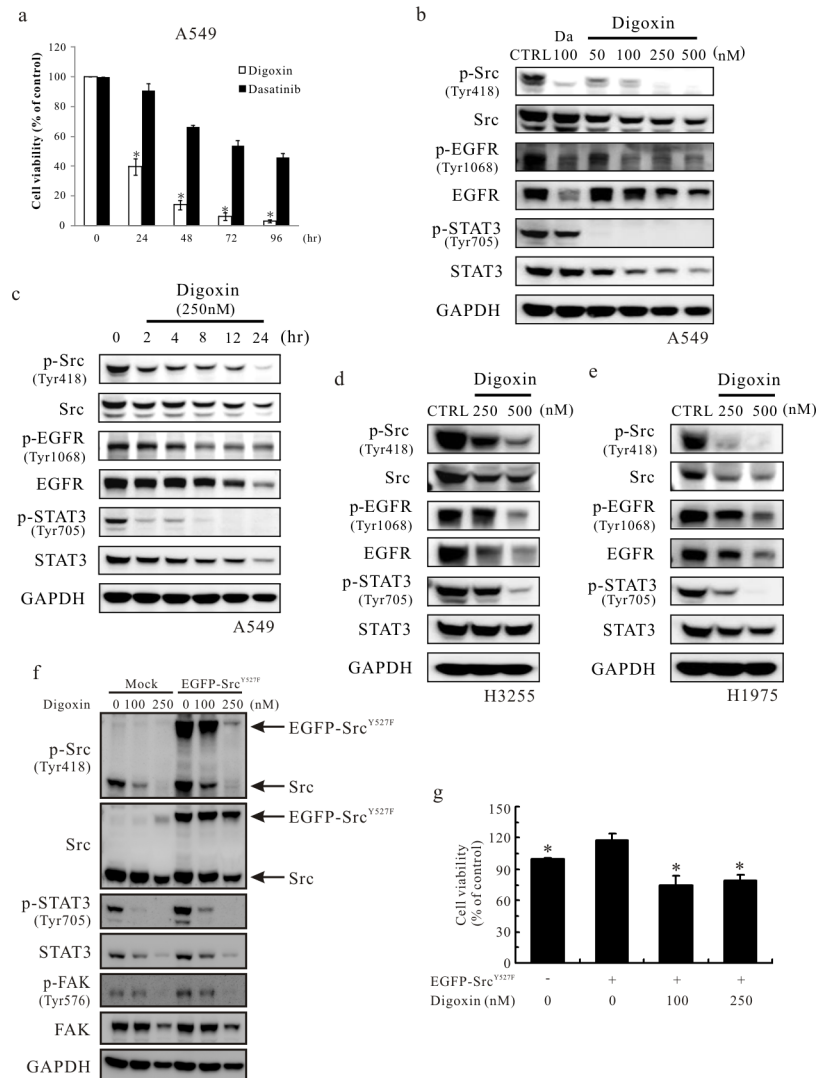 a
A549
Digoxin
Dasatinib
Cell viability (% of control)
120
100
80
60
40
20
0
*
*
*
*
0 24 48 72 96 (hr)
b
Digoxin
Da
CTRL 100 50 100 250 500 (nM)
p-Src
(Tyr418)
Src
p-EGFR
(Tyr1068)
EGFR
p-STAT3
(Tyr705)
STAT3
GAPDH
A549
c
Digoxin
(250nM)
0 2 4 8 12 24 (hr)
p-Src
(Tyr418)
Src
p-EGFR
(Tyr1068)
EGFR
p-STAT3
(Tyr705)
STAT3
GAPDH
A549
d
Digoxin
CTRL 250 500 (nM)
p-Src
(Tyr418)
Src
p-EGFR
(Tyr1068)
EGFR
p-STAT3
(Tyr705)
STAT3
GAPDH
H3255
e
Digoxin
CTRL 250 500 (nM)
p-Src
(Tyr418)
Src
p-EGFR
(Tyr1068)
EGFR
p-STAT3
(Tyr705)
STAT3
GAPDH
H1975
f
Mock EGFP-Src^Y527F
Digoxin 0 100 250 0 100 250 (nM)
p-Src
(Tyr418)
EGFP-Src^Y527F
Src
Src
EGFP-Src^Y527F
Src
p-STAT3
(Tyr705)
STAT3
p-FAK
(Tyr576)
FAK
GAPDH
g
Cell viability
(% of control)
150
120
90
60
30
0
*
*
*
EGFP-Src^Y527F - + + +
Digoxin (nM) 0 0 100 250